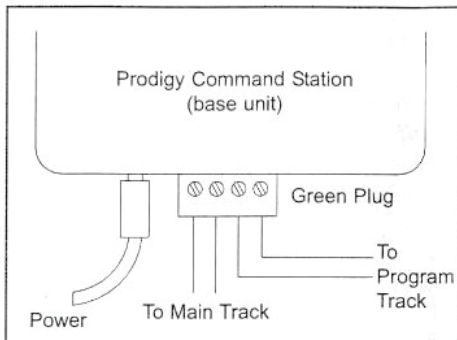 Prodigy Command Station
(base unit)
Green Plug
To
Program
Track
To Main Track
Power